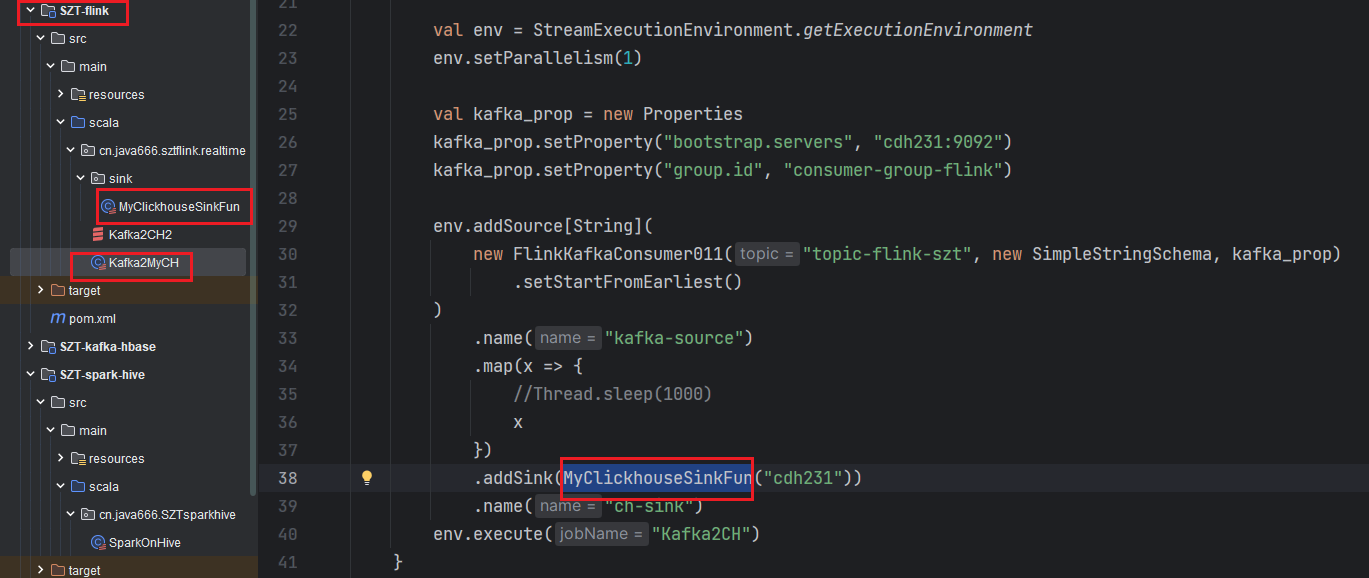 SZT-flink
src
main
resources
scala
cn.java666.sztflink.realtime
sink
MyClickhouseSinkFun
Kafka2CH2
Kafka2MyCH
target
pom.xml
SZT-kafka-hbase
SZT-spark-hive
src
main
resources
scala
cn.java666.SZTsparkhive
SparkOnHive
target
21
22 val env = StreamExecutionEnvironment.getExecutionEnvironment
23 env.setParallelism(1)
24
25 val kafka_prop = new Properties
26 kafka_prop.setProperty("bootstrap.servers", "cdh231:9092")
27 kafka_prop.setProperty("group.id", "consumer-group-flink")
28
29 env.addSource[String](
30 new FlinkKafkaConsumer011( topic = "topic-flink-szt", new SimpleStringSchema, kafka_prop)
31 .setStartFromEarliest()
32 )
33 .name( name = "kafka-source")
34 .map(x => {
35 //Thread.sleep(1000)
36 x
37 })
38 .addSink(MyClickhouseSinkFun("cdh231"))
39 .name( name = "ch-sink")
40 env.execute( jobName = "Kafka2CH")
41 }